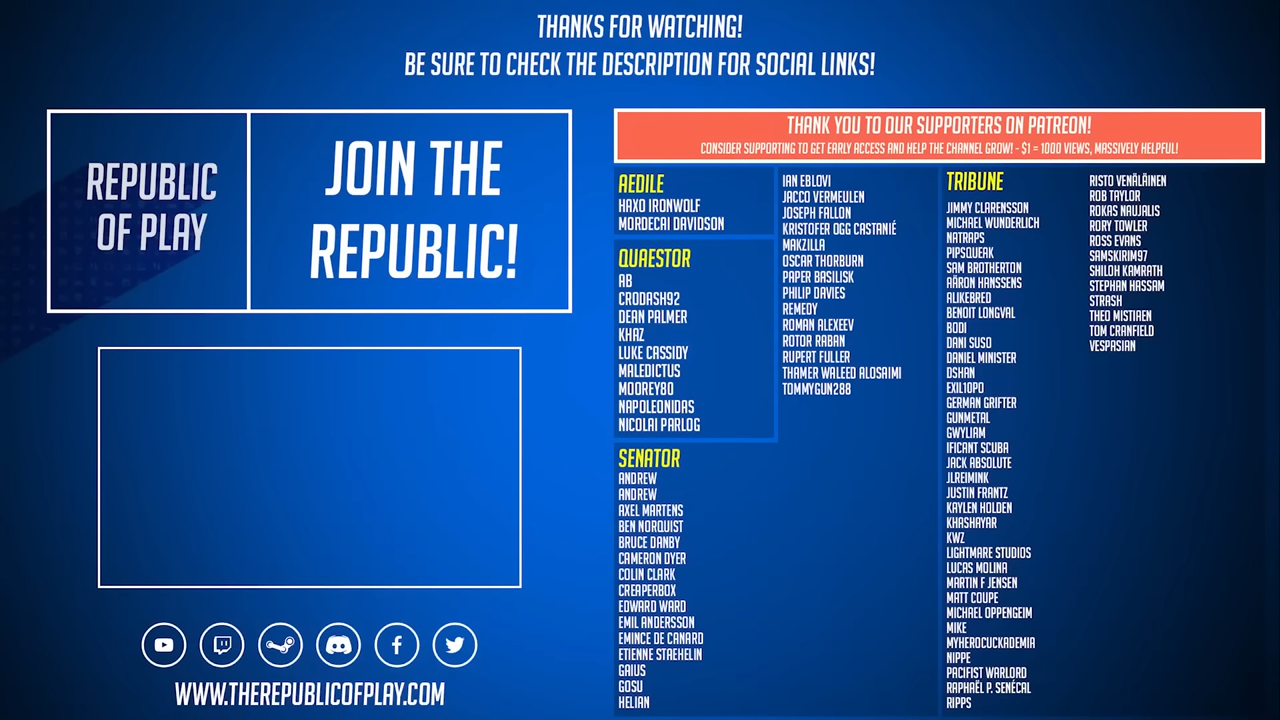 THANKS FOR WATCHING!
BE SURE TO CHECK THE DESCRIPTION FOR SOCIAL LINKS!
REPUBLIC
OF PLAY
JOIN THE
REPUBLIC!
WWW.THEREPUBLICOFPLAY.COM
THANK YOU TO OUR SUPPORTERS ON PATREON!
CONSIDER SUPPORTING TO GET EARLY ACCESS AND HELP THE CHANNEL GROW! - $1 = 1000 VIEWS, MASSIVELY HELPFUL!
AEDILE
HAXO IRONWOLF
MORDECAI DAVIDSON
QUAESTOR
AB
CRODASH92
DEAN PALMER
KHAZ
LUKE CASSIDY
MALEDICTUS
MOOREY80
NAPOLEONIDAS
NICOLAI PARLOG
SENATOR
ANDREW
ANDREW
AXEL MARTENS
BEN NORQUIST
BRUCE DANBY
CAMERON DYER
COLIN CLARK
CREAPERBOX
EDWARD WARD
EMIL ANDERSSON
EMINCE DE CANARD
ETIENNE STAEHELIN
GAIUS
GOSU
HELIAN
IAN EBLOVI
JACCO VERMEULEN
JOSEPH FALLON
KRISTOFER OGG CASTANIÉ
MAKZILLA
OSCAR THORBURN
PAPER BASILISK
PHILIP DAVIES
REMEDY
ROMAN ALEXEEV
ROTOR RABAN
RUPERT FULLER
THAMER WALEED ALOSAIMI
TOMMYGUN288
TRIBUNE
JIMMY CLARENSSON
MICHAEL WUNDERLICH
NATRAPS
PIPSQUEAK
SAM BROTHERTON
AÄRON HANSSENS
ALIKEBRED
BENOIT LONGVAL
BODI
DANI SUSO
DANIEL MINISTER
DSHAN
EXIL10PO
GERMAN GRIFTER
GUNMETAL
GWYLIAM
IFICANT SCUBA
JACK ABSOLUTE
JLREIMINK
JUSTIN FRANTZ
KAYLEN HOLDEN
KHASHAYAR
KWZ
LIGHTMARE STUDIOS
LUCAS MOLINA
MARTIN F JENSEN
MATT COUPE
MICHAEL OPPENGEIM
MIKE
MYHEROCUCKADEMIA
NIPPE
PACIFIST WARLORD
RAPHAËL P. SENÉCAL
RIPPS
RISTO VENÄLÄINEN
ROB TAYLOR
ROKAS NAUJALIS
RORY TOWLER
ROSS EVANS
SAMSKIRIM97
SHILOH KAMRATH
STEPHAN HASSAM
STRASH
THEO MISTIAEN
TOM CRANFIELD
VESPASIAN